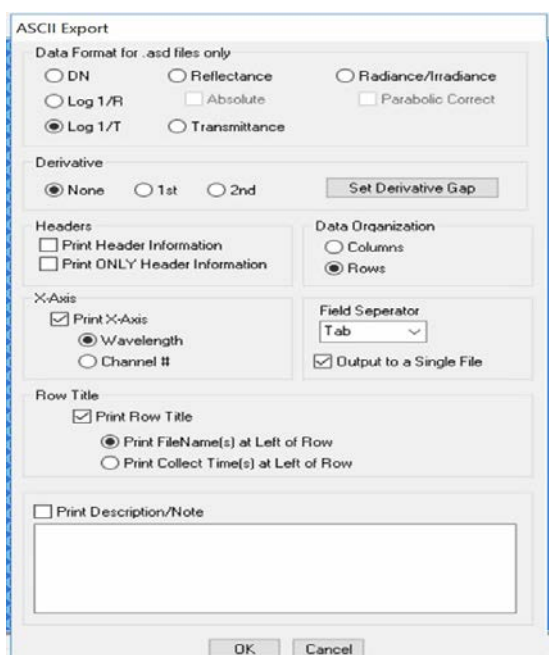 ASCII Export
Data Format for .asd files only
DN Reflectance Radiance/Irradiance
Log 1/R Absolute Parabolic Correct
Log 1/T Transmittance
Derivative
None 1st 2nd Set Derivative Gap
Headers
Print Header Information
Print ONLY Header Information
Data Organization
Columns
Rows
X-Axis
Print X-Axis
Wavelength
Channel #
Field Seperator
Tab
Output to a Single File
Row Title
Print Row Title
Print FileName(s) at Left of Row
Print Collect Time(s) at Left of Row
Print Description/Note
OK Cancel